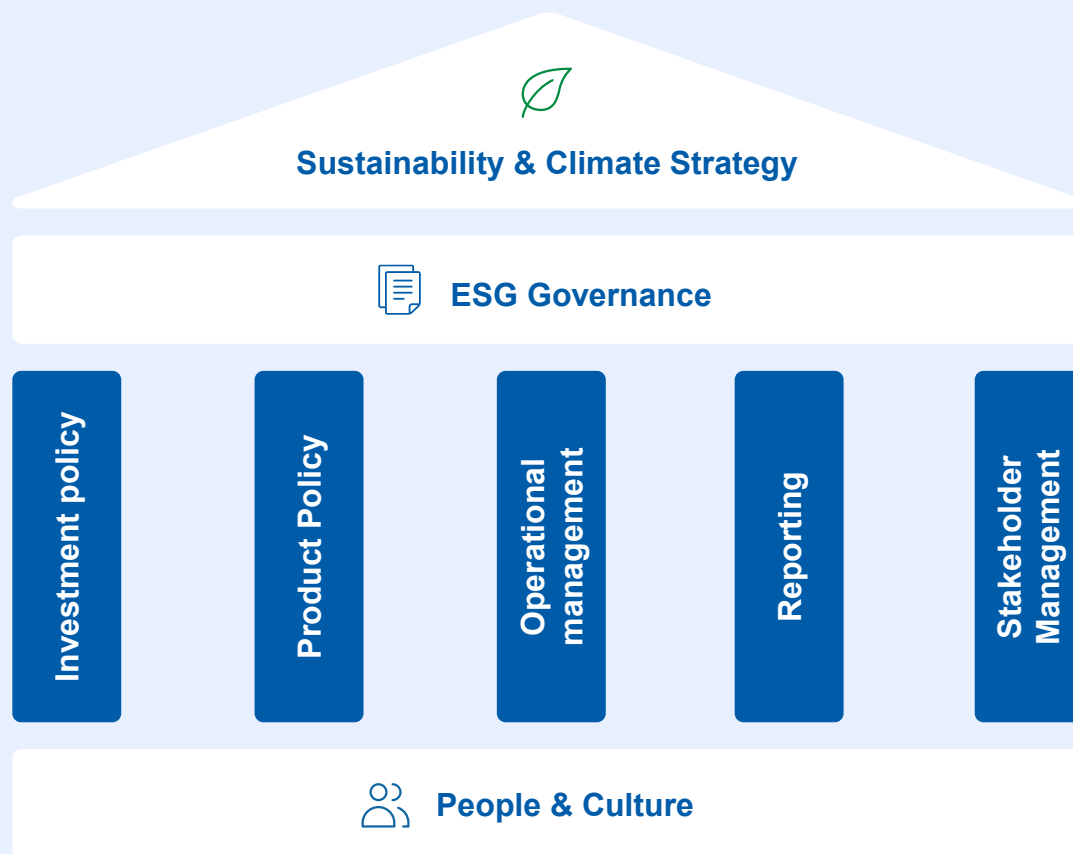 Sustainability & Climate Strategy
ESG Governance
Investment policy
Product Policy
Operational
management
Reporting
Stakeholder
Management
People & Culture